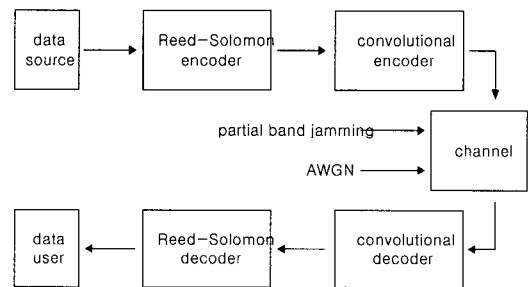 data
source
Reed-Solomon
encoder
convolutional
encoder
partial band jamming
AWGN
channel
data
user
Reed-Solomon
decoder
convolutional
decoder